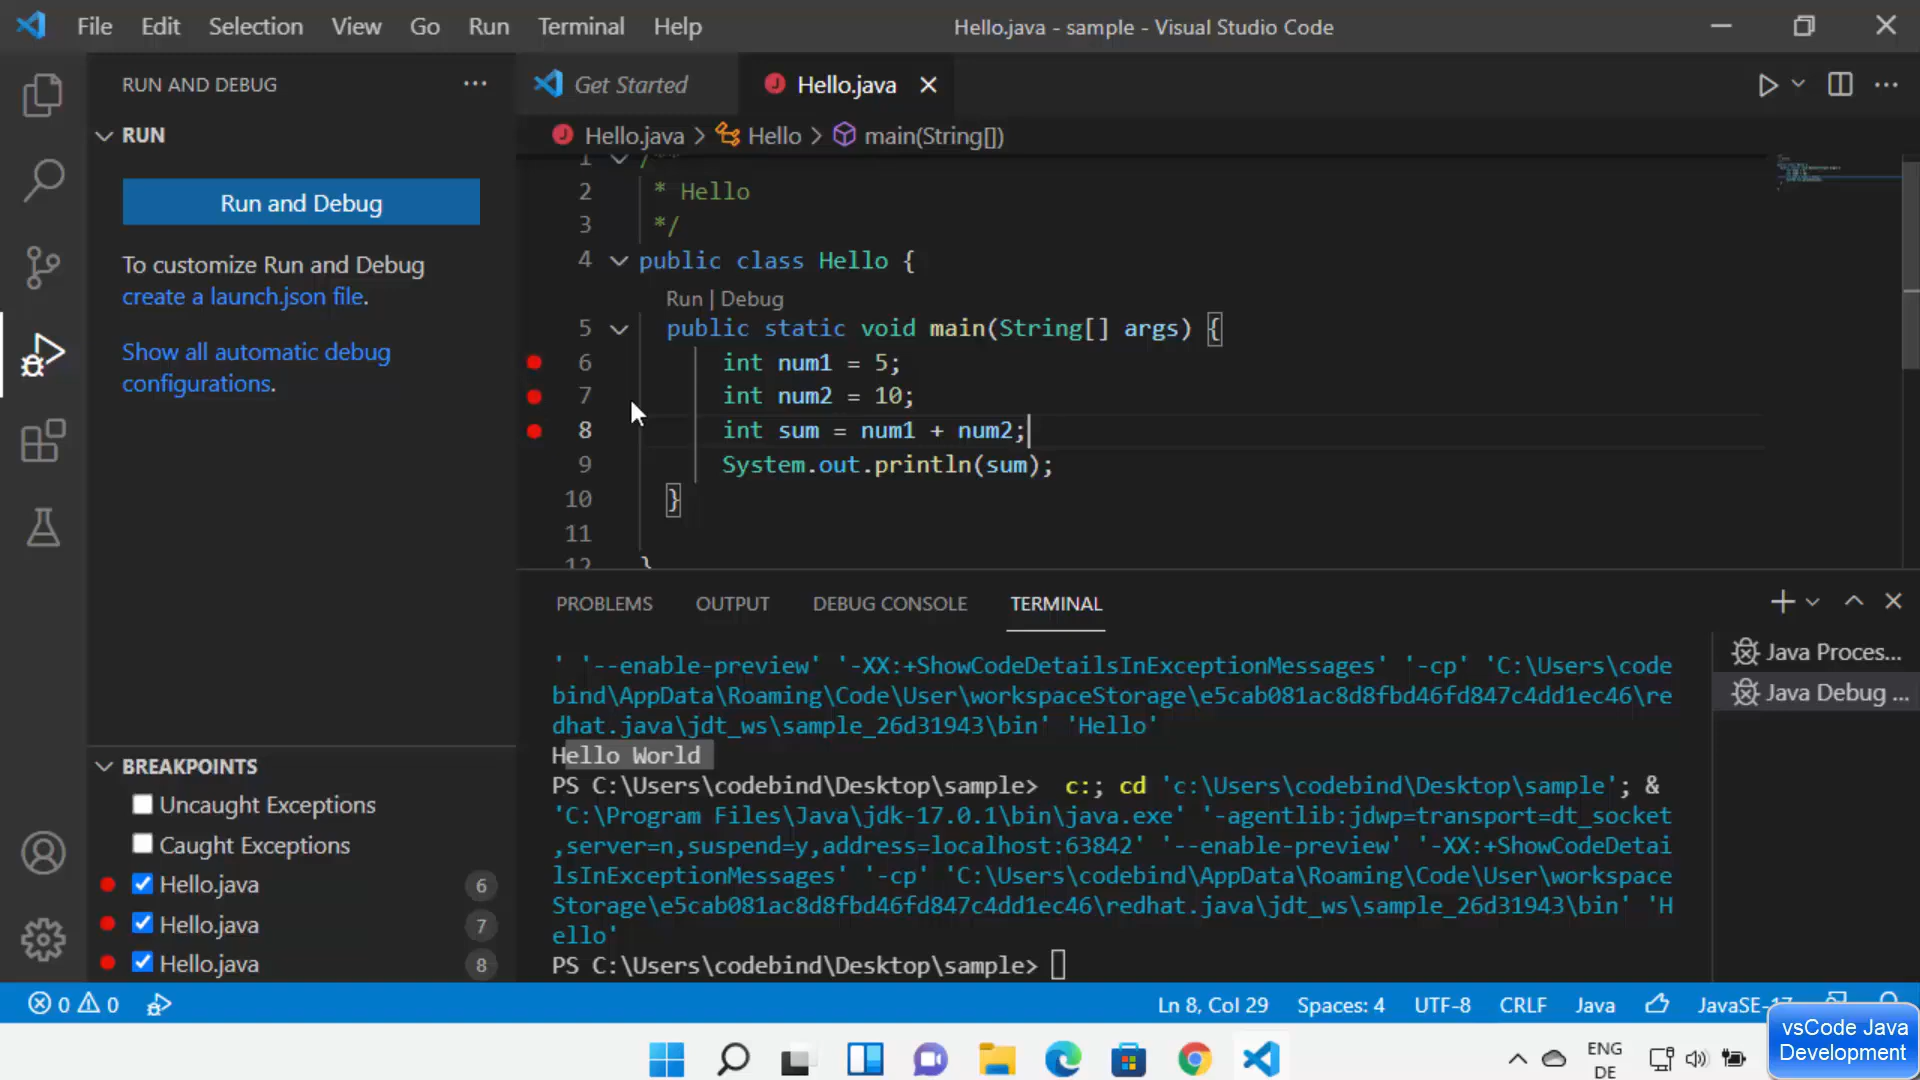 File Edit Selection View Go Run Terminal Help
Hello.java - sample - Visual Studio Code
RUN AND DEBUG
RUN
Run and Debug
To customize Run and Debug
create a launch.json file.
Show all automatic debug
configurations.
Get Started
Hello.java
Hello.java > Hello > main(String[])
1 /**
2 * Hello
3 */
4 public class Hello {
Run | Debug
5 public static void main(String[] args) {
6 int num1 = 5;
7 int num2 = 10;
8 int sum = num1 + num2;
9 System.out.println(sum);
10 }
11
12 }
PROBLEMS OUTPUT DEBUG CONSOLE TERMINAL
' '--enable-preview' '-XX:+ShowCodeDetailsInExceptionMessages' '-cp' 'C:\Users\code
bind\AppData\Roaming\Code\User\workspaceStorage\e5cab081ac8d8fbd46fd847c4dd1ec46\re
dhat.java\jdt_ws\sample_26d31943\bin' 'Hello'
Hello World
PS C:\Users\codebind\Desktop\sample> c:; cd 'c:\Users\codebind\Desktop\sample'; &
'C:\Program Files\Java\jdk-17.0.1\bin\java.exe' '-agentlib:jdwp=transport=dt_socket
,server=n,suspend=y,address=localhost:63842' '--enable-preview' '-XX:+ShowCodeDetai
lsInExceptionMessages' '-cp' 'C:\Users\codebind\AppData\Roaming\Code\User\workspace
Storage\e5cab081ac8d8fbd46fd847c4dd1ec46\redhat.java\jdt_ws\sample_26d31943\bin' 'H
ello'
PS C:\Users\codebind\Desktop\sample>
Java Proces...
Java Debug ...
BREAKPOINTS
Uncaught Exceptions
Caught Exceptions
Hello.java 6
Hello.java 7
Hello.java 8
0 0
Ln 8, Col 29 Spaces: 4 UTF-8 CRLF Java JavaSE-17
vsCode Java
Development
ENG
DE